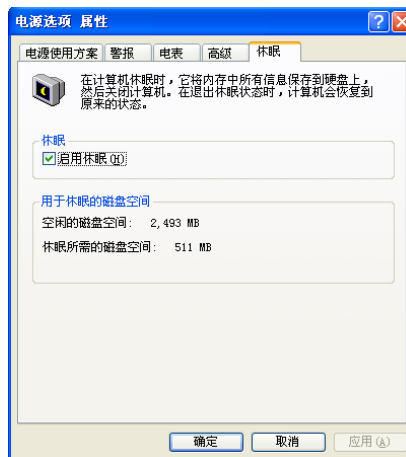 电源选项 属性
电源使用方案 警报 电表 高级 休眠
在计算机休眠时，它将内存中所有信息保存到硬盘上，
然后关闭计算机。在退出休眠状态时，计算机会恢复到
原来的状态。
休眠
启用休眠(H)
用于休眠的磁盘空间
空闲的磁盘空间: 2,493 MB
休眠所需的磁盘空间: 511 MB
确定 取消 应用(A)